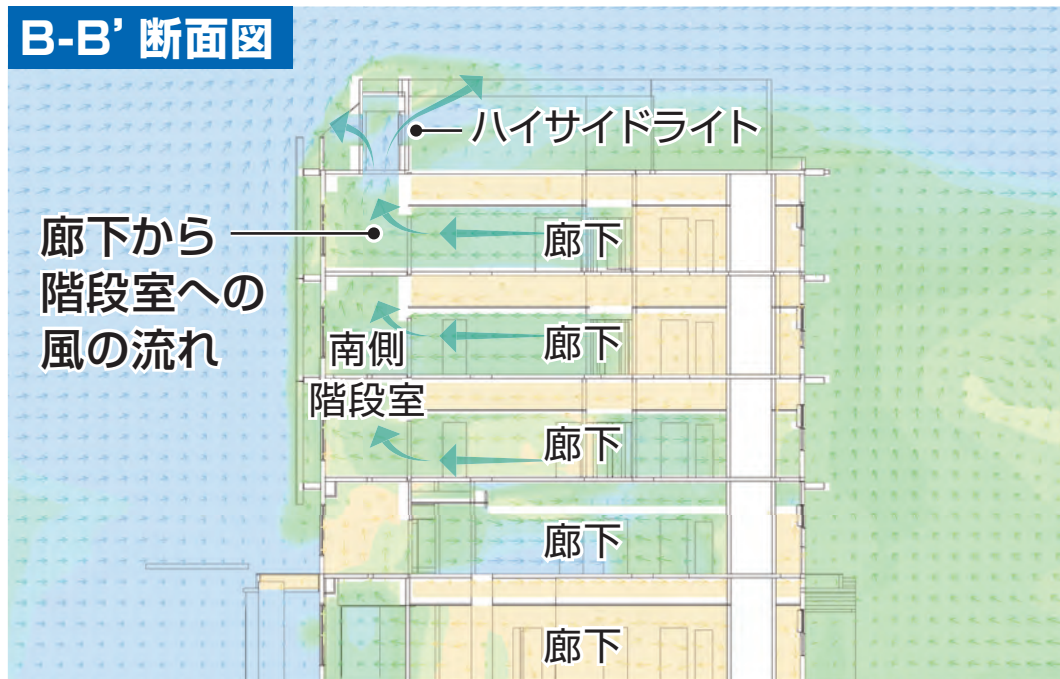 B-B’ 断面図
ハイサイドライト
廊下から
階段室への
風の流れ
廊下
南側
階段室
廊下
廊下
廊下
廊下